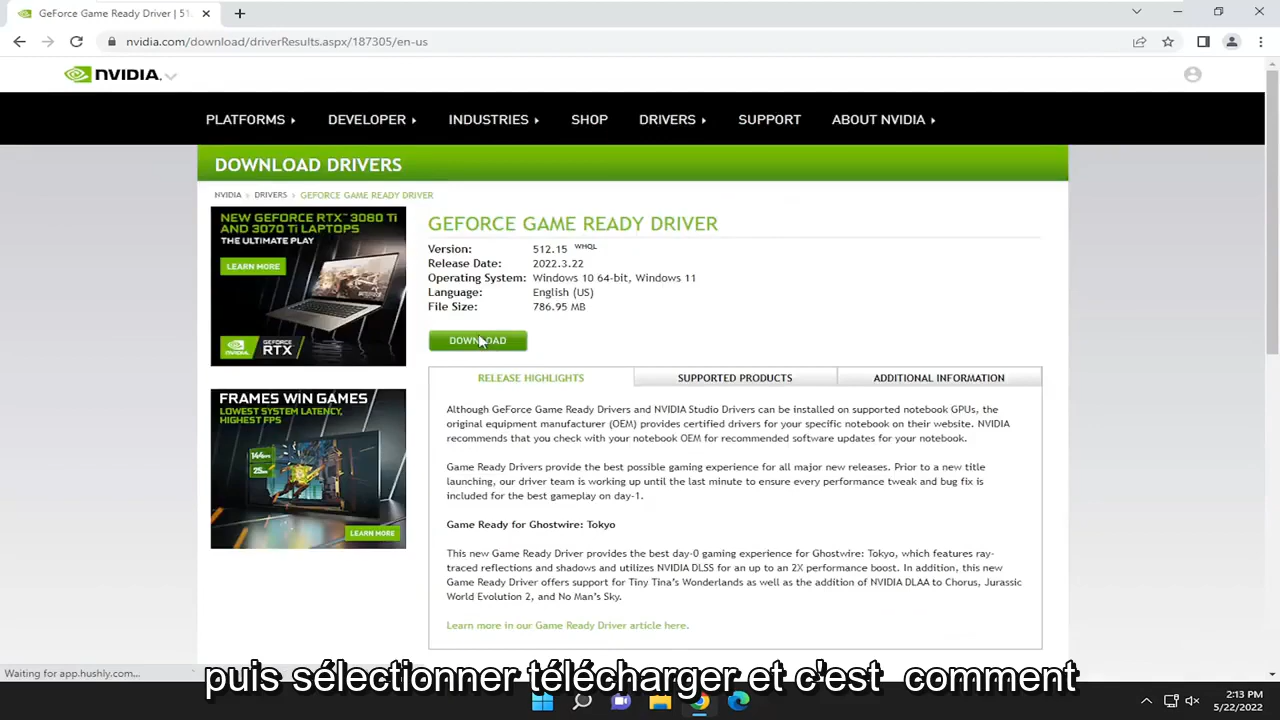 GeForce Game Ready Driver | 51
nvidia.com/download/driverResults.aspx/187305/en-us
NVIDIA.
PLATFORMS DEVELOPER INDUSTRIES SHOP DRIVERS SUPPORT ABOUT NVIDIA
DOWNLOAD DRIVERS
NVIDIA > DRIVERS > GEFORCE GAME READY DRIVER
NEW GEFORCE RTX™ 3080 Ti
AND 3070 Ti LAPTOPS
THE ULTIMATE PLAY
LEARN MORE
NVIDIA GEFORCE RTX
FRAMES WIN GAMES
LOWEST SYSTEM LATENCY,
HIGHEST FPS
LEARN MORE
GEFORCE GAME READY DRIVER
Version: 512.15 WHQL
Release Date: 2022.3.22
Operating System: Windows 10 64-bit, Windows 11
Language: English (US)
File Size: 786.95 MB
DOWNLOAD
RELEASE HIGHLIGHTS SUPPORTED PRODUCTS ADDITIONAL INFORMATION
Although GeForce Game Ready Drivers and NVIDIA Studio Drivers can be installed on supported notebook GPUs, the
original equipment manufacturer (OEM) provides certified drivers for your specific notebook on their website. NVIDIA
recommends that you check with your notebook OEM for recommended software updates for your notebook.
Game Ready Drivers provide the best possible gaming experience for all major new releases. Prior to a new title
launching, our driver team is working up until the last minute to ensure every performance tweak and bug fix is
included for the best gameplay on day-1.
Game Ready for Ghostwire: Tokyo
This new Game Ready Driver provides the best day-0 gaming experience for Ghostwire: Tokyo, which features ray-
traced reflections and shadows and utilizes NVIDIA DLSS for an up to an 2X performance boost. In addition, this new
Game Ready Driver offers support for Tiny Tina's Wonderlands as well as the addition of NVIDIA DLAA to Chorus, Jurassic
World Evolution 2, and No Man's Sky.
Learn more in our Game Ready Driver article here.
Waiting for app.hushly.com...
puis sélectionner télécharger et c'est comment
2:13 PM
5/22/2022